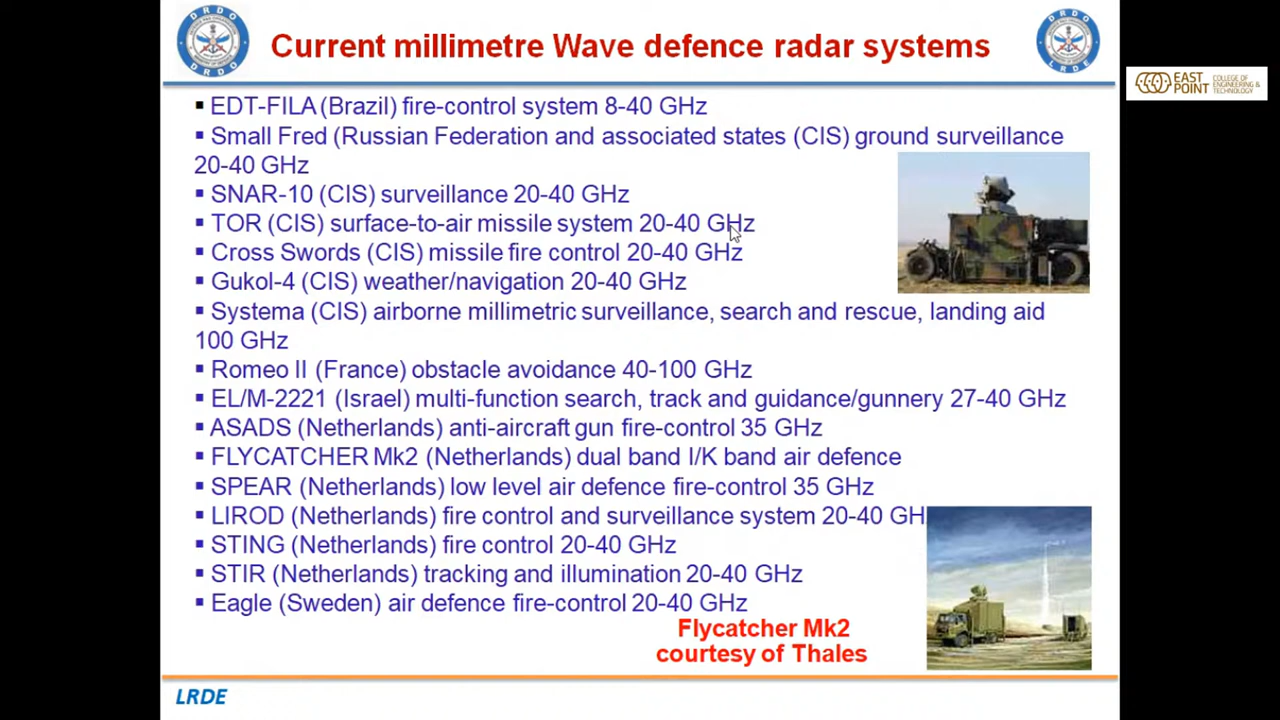 DRDO
DRDO
Current millimetre Wave defence radar systems
DRDO
LRDE
EAST POINT
COLLEGE OF ENGINEERING & TECHNOLOGY
▪ EDT-FILA (Brazil) fire-control system 8-40 GHz
▪ Small Fred (Russian Federation and associated states (CIS) ground surveillance
20-40 GHz
▪ SNAR-10 (CIS) surveillance 20-40 GHz
▪ TOR (CIS) surface-to-air missile system 20-40 GHz
▪ Cross Swords (CIS) missile fire control 20-40 GHz
▪ Gukol-4 (CIS) weather/navigation 20-40 GHz
▪ Systema (CIS) airborne millimetric surveillance, search and rescue, landing aid
100 GHz
▪ Romeo II (France) obstacle avoidance 40-100 GHz
▪ EL/M-2221 (Israel) multi-function search, track and guidance/gunnery 27-40 GHz
▪ ASADS (Netherlands) anti-aircraft gun fire-control 35 GHz
▪ FLYCATCHER Mk2 (Netherlands) dual band I/K band air defence
▪ SPEAR (Netherlands) low level air defence fire-control 35 GHz
▪ LIROD (Netherlands) fire control and surveillance system 20-40 GH
▪ STING (Netherlands) fire control 20-40 GHz
▪ STIR (Netherlands) tracking and illumination 20-40 GHz
▪ Eagle (Sweden) air defence fire-control 20-40 GHz
Flycatcher Mk2
courtesy of Thales
LRDE